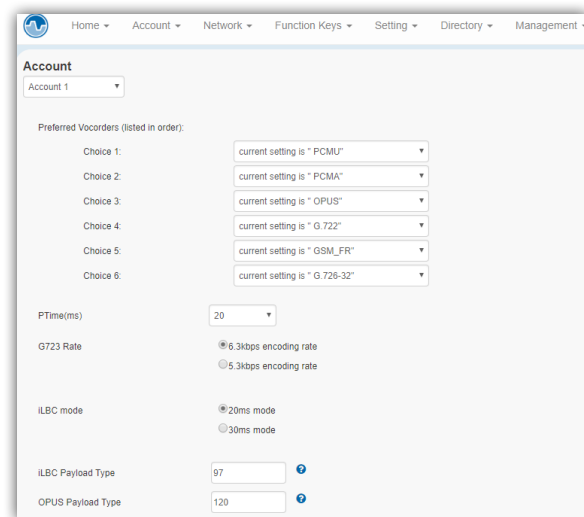 Home Account Network Function Keys Setting Directory Management
Account
Account 1
Preferred Vocorders (listed in order):
Choice 1: current setting is " PCMU"
Choice 2: current setting is " PCMA"
Choice 3: current setting is " OPUS"
Choice 4: current setting is " G.722"
Choice 5: current setting is " GSM_FR"
Choice 6: current setting is " G.726-32"
PTime(ms) 20
G723 Rate 6.3kbps encoding rate
5.3kbps encoding rate
iLBC mode 20ms mode
30ms mode
iLBC Payload Type 97 ?
OPUS Payload Type 120 ?